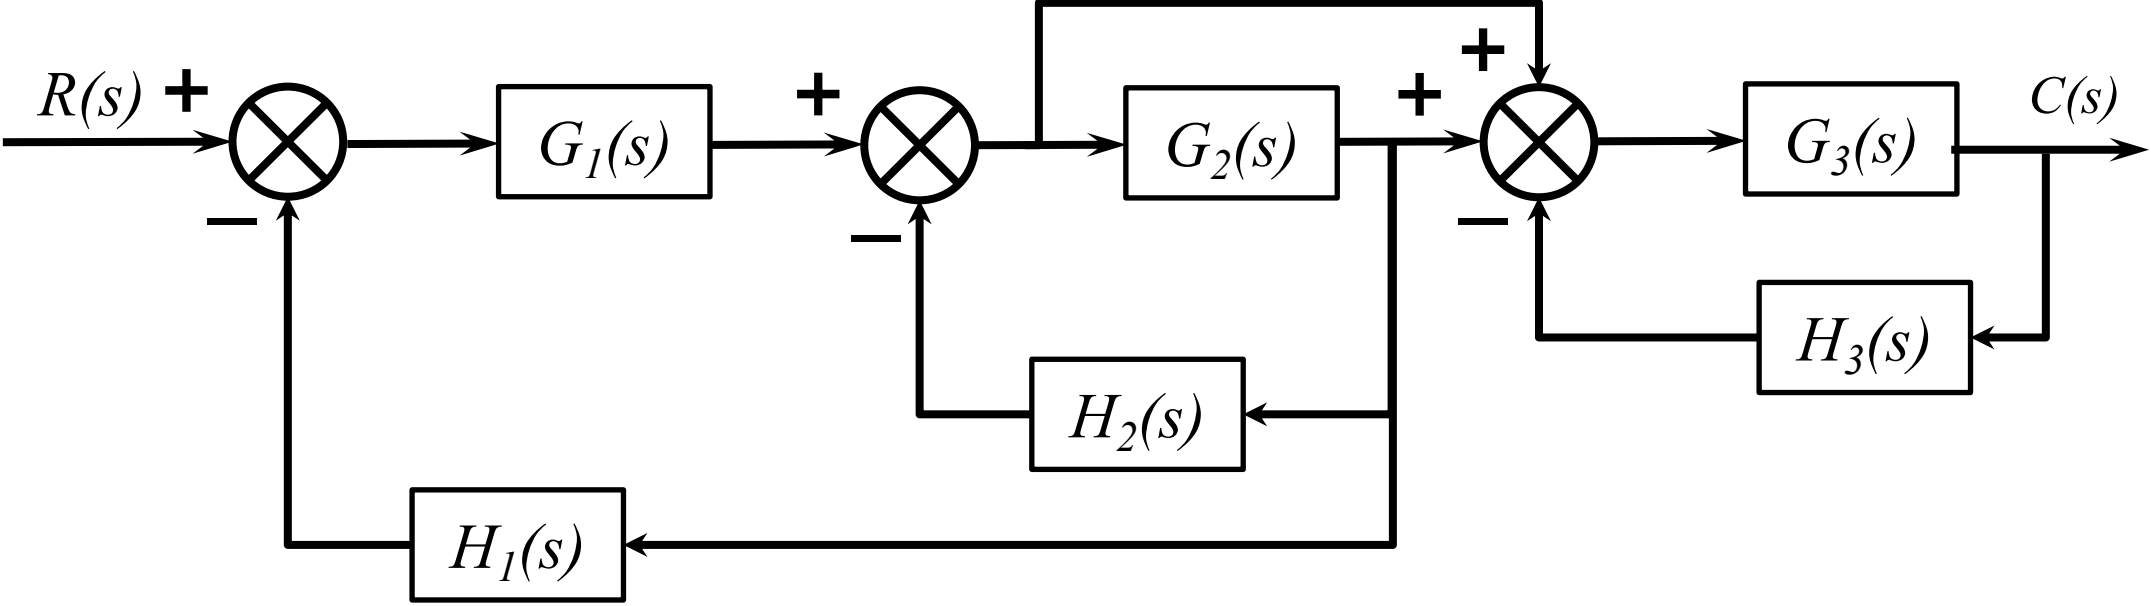 R(s) + G1(s) + G2(s) + + G3(s) C(s)
− − −
H3(s)
H2(s)
H1(s)